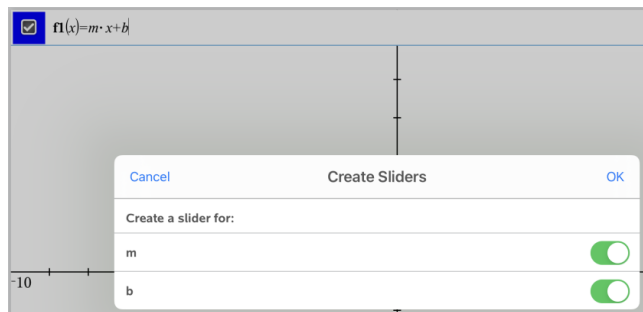 f1(x)=m·x+b
Cancel Create Sliders OK
Create a slider for:
m
-10
b